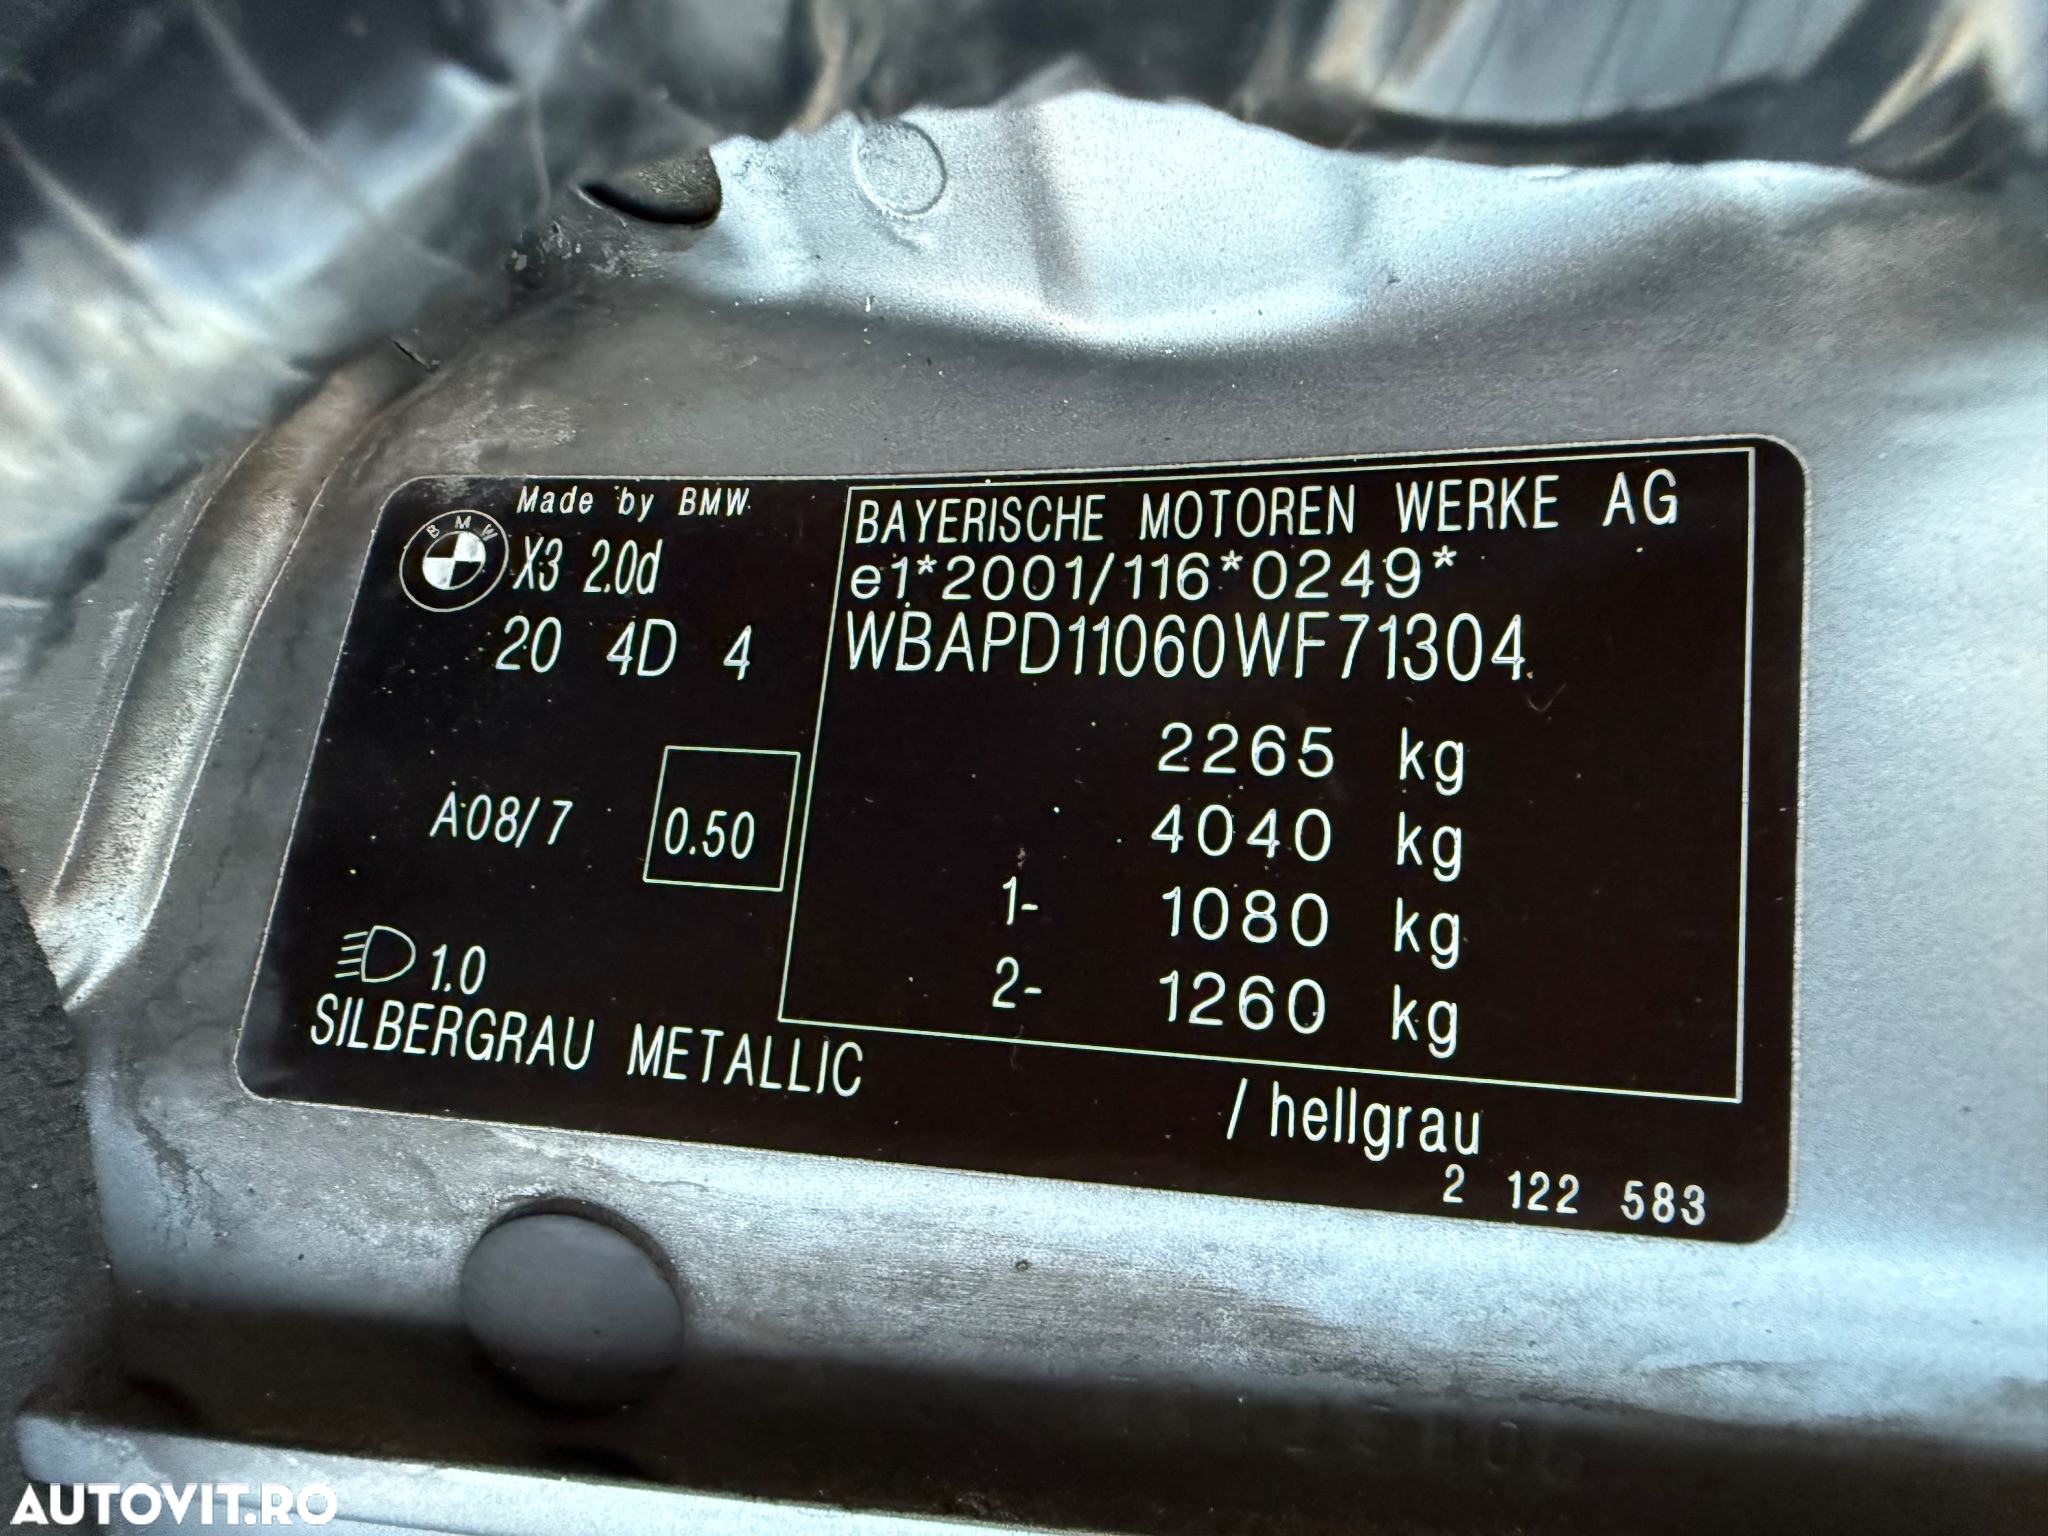 BMW
Made by BMW
X3 2.0d
20 4D 4
A08/7
0.50
1.0
SILBERGRAU METALLIC
BAYERISCHE MOTOREN WERKE AG
e1*2001/116*0249*
WBAPD11060WF71304
2265 kg
4040 kg
1- 1080 kg
2- 1260 kg
/ hellgrau
2 122 583
AUTOVIT.RO